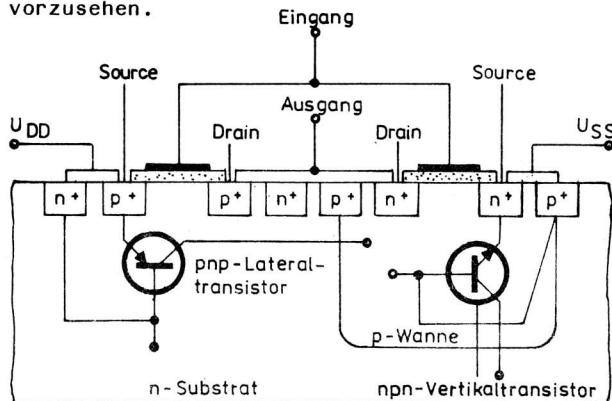 vorzusehen.
Eingang
Source
Source
Ausgang
U_DD
Drain
Drain
U_SS
n+
p+
p+
n+
p+
n+
n+
p+
pnp-Lateral-
transistor
p-Wanne
n-Substrat
npn-Vertikaltransistor